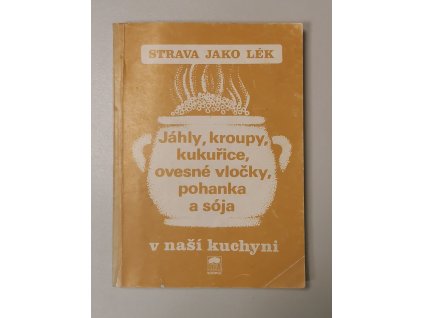 STRAVA JAKO LÉK
Jáhly, kroupy,
kukuřice,
ovesné vločky,
pohanka
a sója
v naší kuchyni